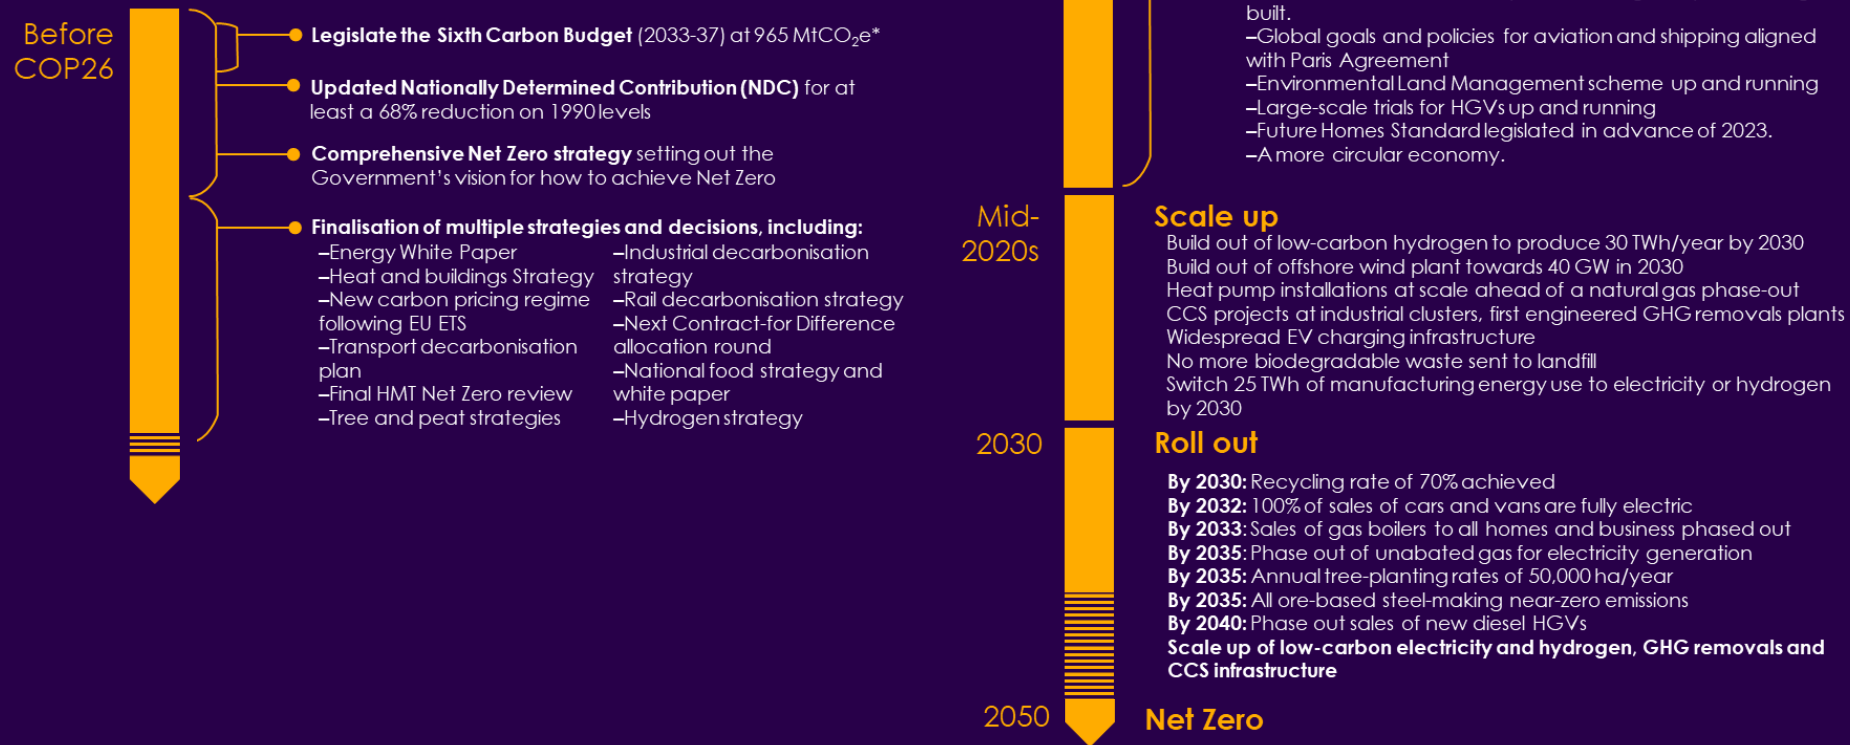 Before
COP26
Legislate the Sixth Carbon Budget (2033-37) at 965 MtCO₂e*
Updated Nationally Determined Contribution (NDC) for at
least a 68% reduction on 1990 levels
Comprehensive Net Zero strategy setting out the
Government's vision for how to achieve Net Zero
Finalisation of multiple strategies and decisions, including:
–Energy White Paper
–Heat and buildings Strategy
–New carbon pricing regime
following EU ETS
–Transport decarbonisation
plan
–Final HMT Net Zero review
–Tree and peat strategies
–Industrial decarbonisation
strategy
–Rail decarbonisation strategy
–Next Contract-for Difference
allocation round
–National food strategy and
white paper
–Hydrogen strategy
built.
–Global goals and policies for aviation and shipping aligned
with Paris Agreement
–Environmental Land Management scheme up and running
–Large-scale trials for HGVs up and running
–Future Homes Standard legislated in advance of 2023.
–A more circular economy.
Mid-
2020s
Scale up
Build out of low-carbon hydrogen to produce 30 TWh/year by 2030
Build out of offshore wind plant towards 40 GW in 2030
Heat pump installations at scale ahead of a natural gas phase-out
CCS projects at industrial clusters, first engineered GHG removals plants
Widespread EV charging infrastructure
No more biodegradable waste sent to landfill
Switch 25 TWh of manufacturing energy use to electricity or hydrogen
by 2030
2030
Roll out
By 2030: Recycling rate of 70% achieved
By 2032: 100% of sales of cars and vans are fully electric
By 2033: Sales of gas boilers to all homes and business phased out
By 2035: Phase out of unabated gas for electricity generation
By 2035: Annual tree-planting rates of 50,000 ha/year
By 2035: All ore-based steel-making near-zero emissions
By 2040: Phase out sales of new diesel HGVs
Scale up of low-carbon electricity and hydrogen, GHG removals and
CCS infrastructure
2050
Net Zero